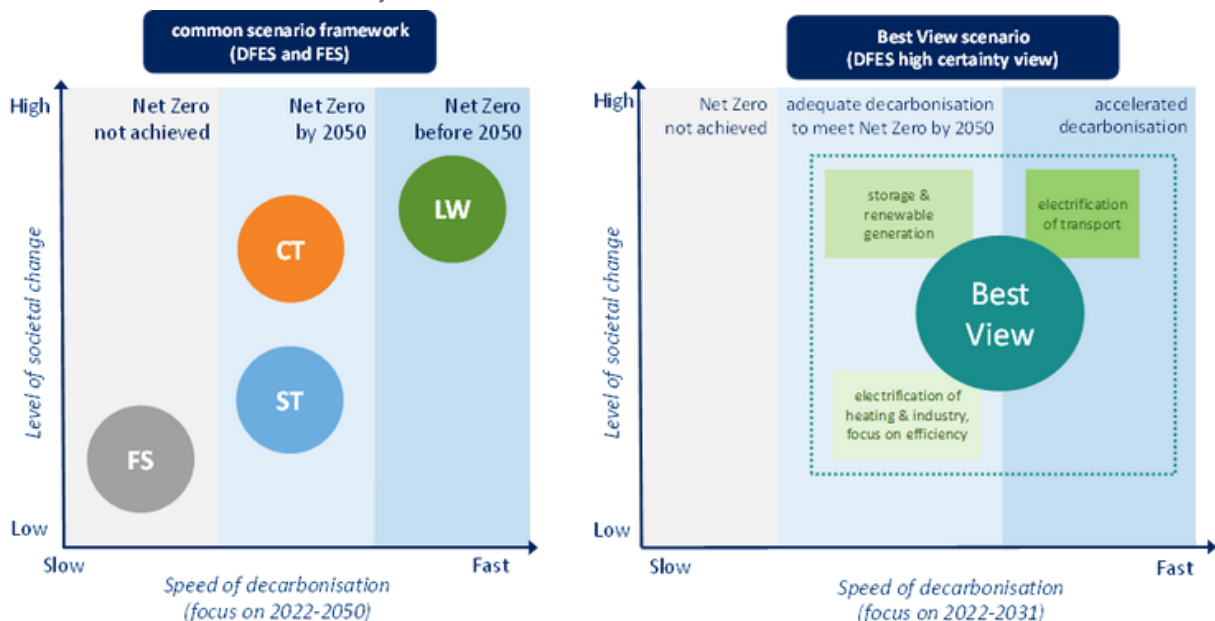 common scenario framework
(DFES and FES)
High
Net Zero
not achieved
Net Zero
by 2050
Net Zero
before 2050
LW
CT
ST
FS
Level of societal change
Low
Slow
Fast
Speed of decarbonisation
(focus on 2022-2050)
Best View scenario
(DFES high certainty view)
High
Net Zero
not achieved
adequate decarbonisation
to meet Net Zero by 2050
accelerated
decarbonisation
storage &
renewable
generation
electrification
of transport
Best
View
electrification of
heating & industry,
focus on efficiency
Level of societal change
Low
Slow
Fast
Speed of decarbonisation
(focus on 2022-2031)